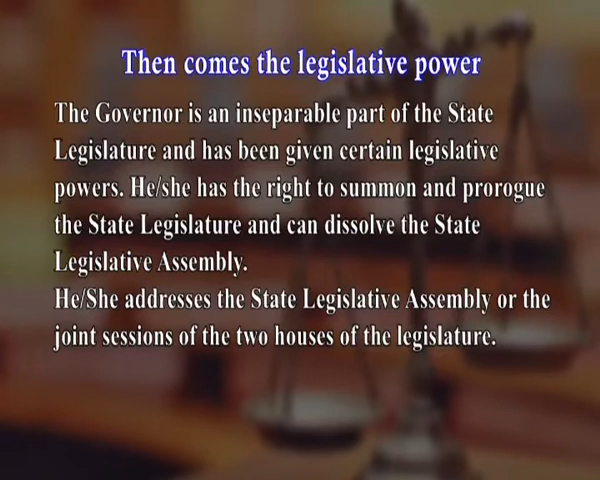 Then comes the legislative power
The Governor is an inseparable part of the State
Legislature and has been given certain legislative
powers. He/she has the right to summon and prorogue
the State Legislature and can dissolve the State
Legislative Assembly.
He/She addresses the State Legislative Assembly or the
joint sessions of the two houses of the legislature.